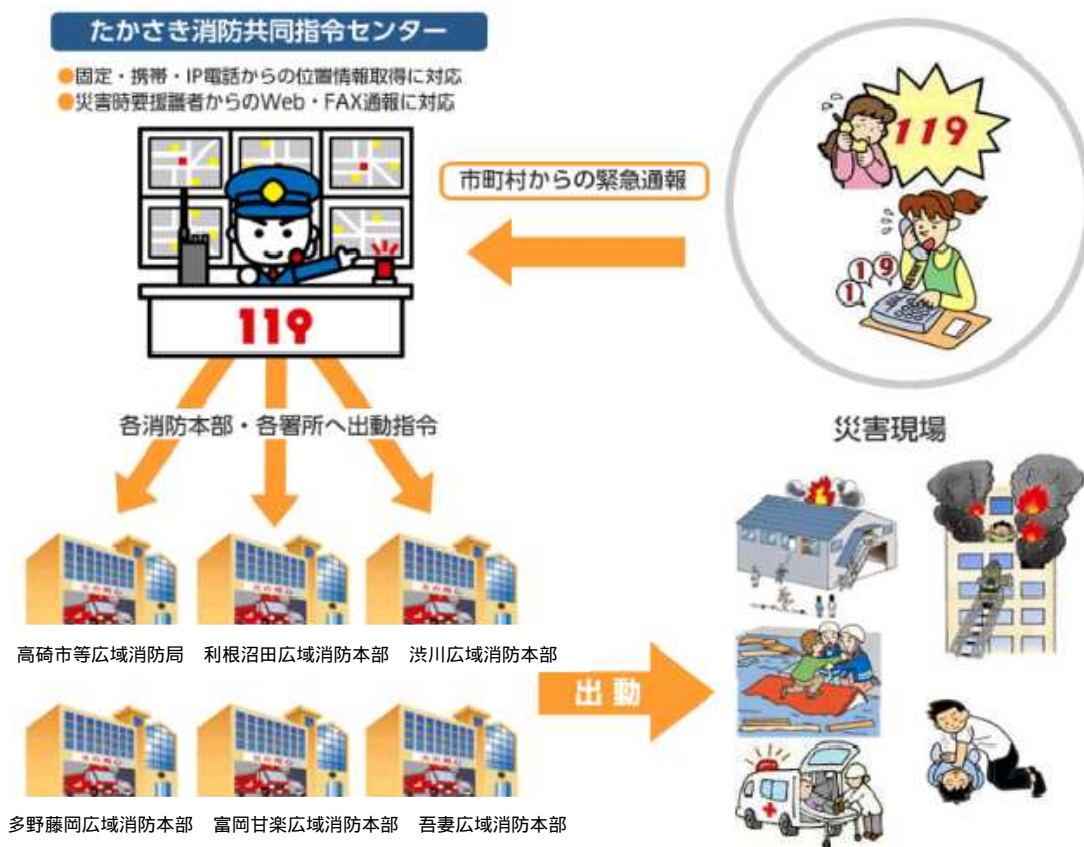 たかさき消防共同指令センター
●固定・携帯・IP電話からの位置情報取得に対応
●災害時要援護者からのWeb・FAX通報に対応
市町村からの緊急通報
119
1 1 9
119
各消防本部・各署所へ出動指令
災害現場
高碕市等広域消防局 利根沼田広域消防本部 渋川広域消防本部
出動
多野藤岡広域消防本部 富岡甘楽広域消防本部 吾妻広域消防本部